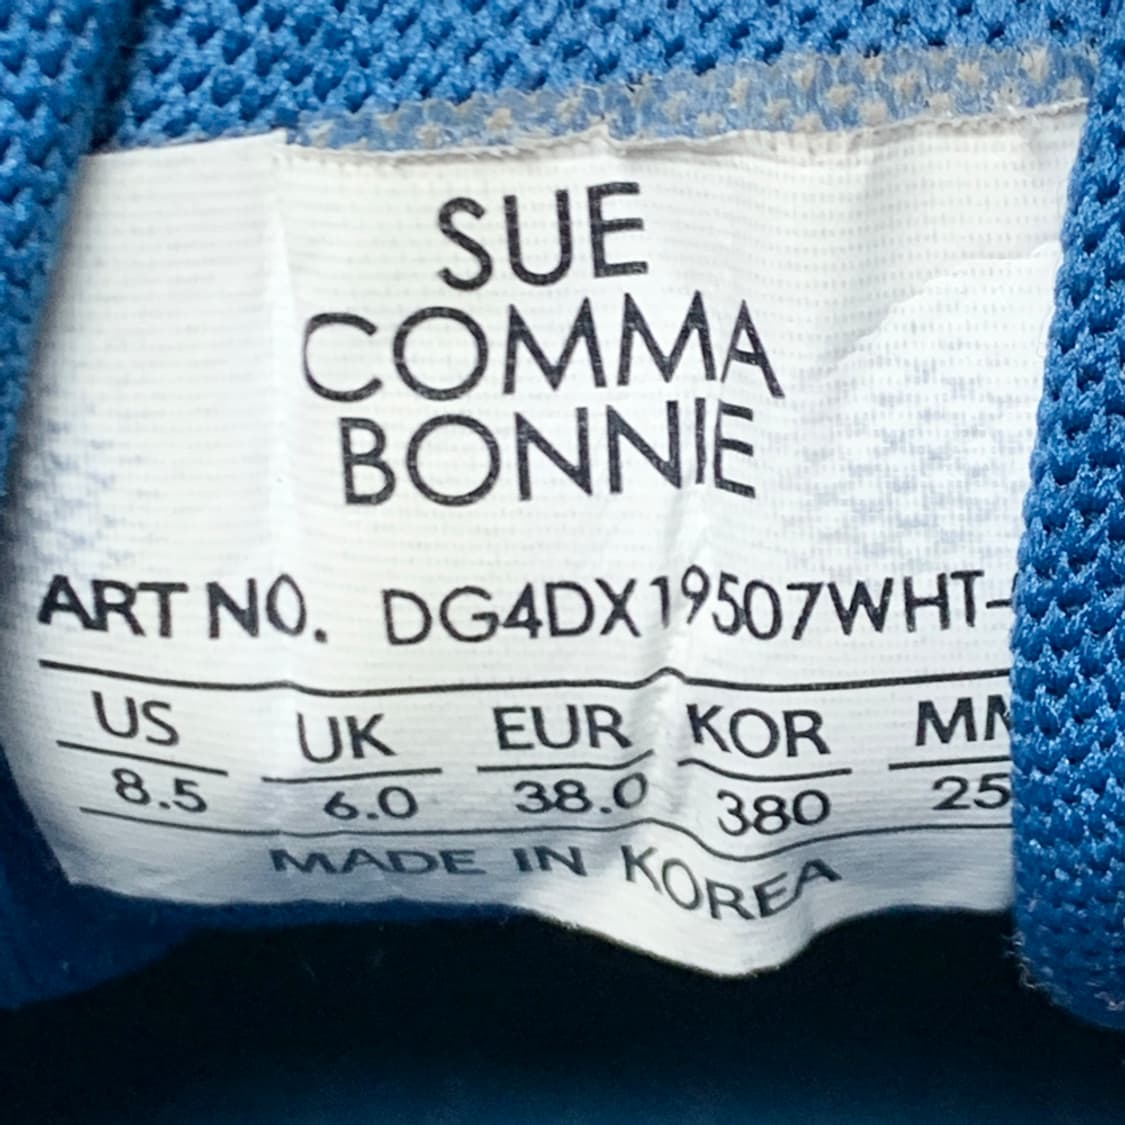 SUE
COMMA
BONNIE
ART NO. DG4DX19507WHT-
US UK EUR KOR
8.5 6.0 38.0 380
MADE IN KOREA